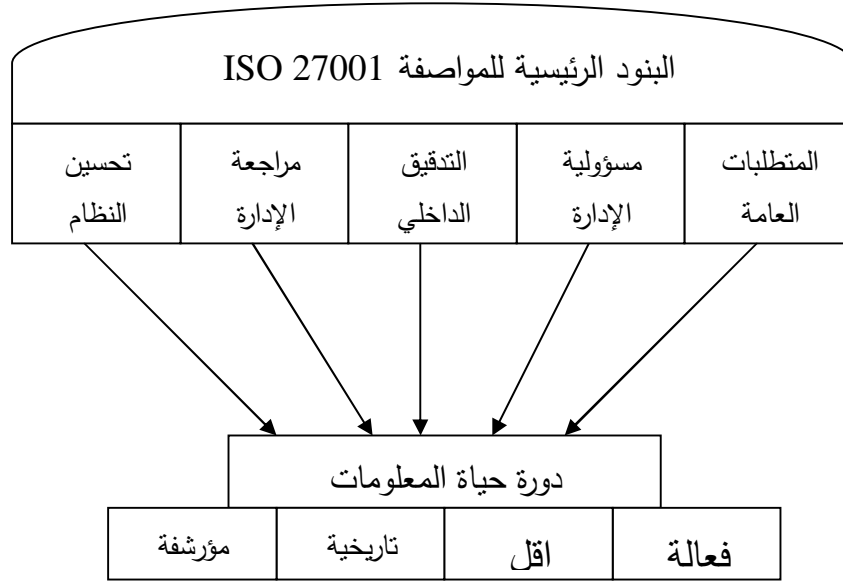 البنود الرئيسية للمواصفة ISO 27001
المتطلبات
العامة
مسؤولية
الإدارة
التدقيق
الداخلي
مراجعة
الإدارة
تحسين
النظام
دورة حياة المعلومات
فعالة
اقل
تاريخية
مؤرشفة